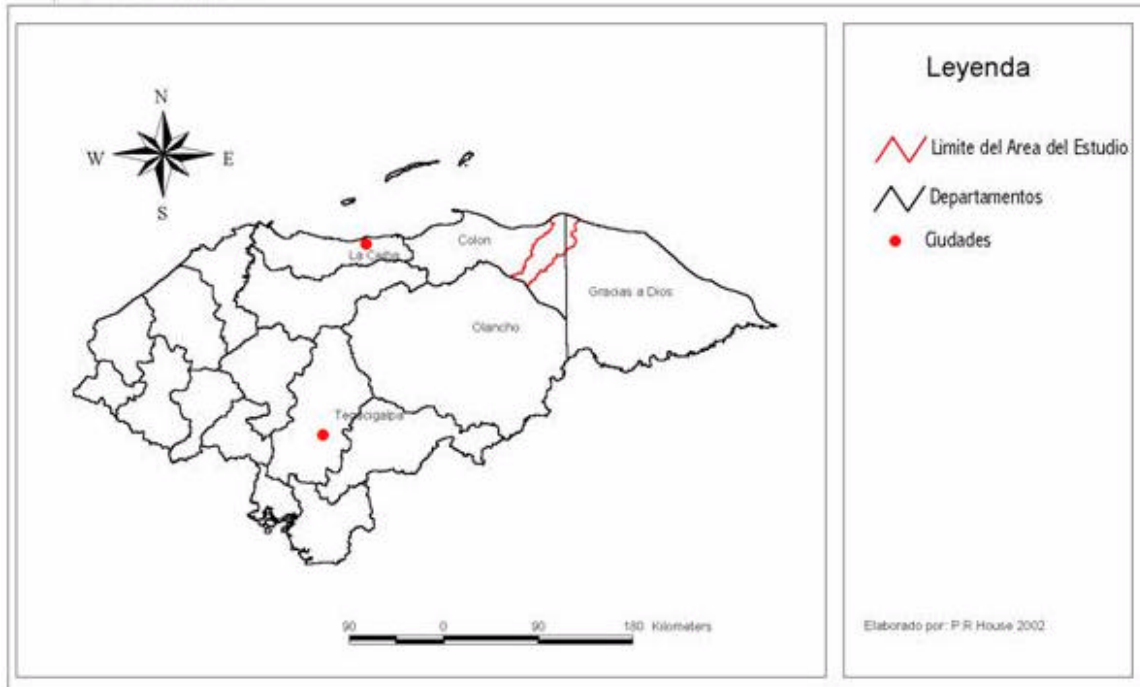 N
W E
S
Colon
La Ceiba
Gracias a Dios
Olancho
Tegucigalpa
90 0 90 180 Kilometers
Leyenda
Limite del Area del Estudio
Departamentos
Ciudades
Elaborado por: P.R House 2002